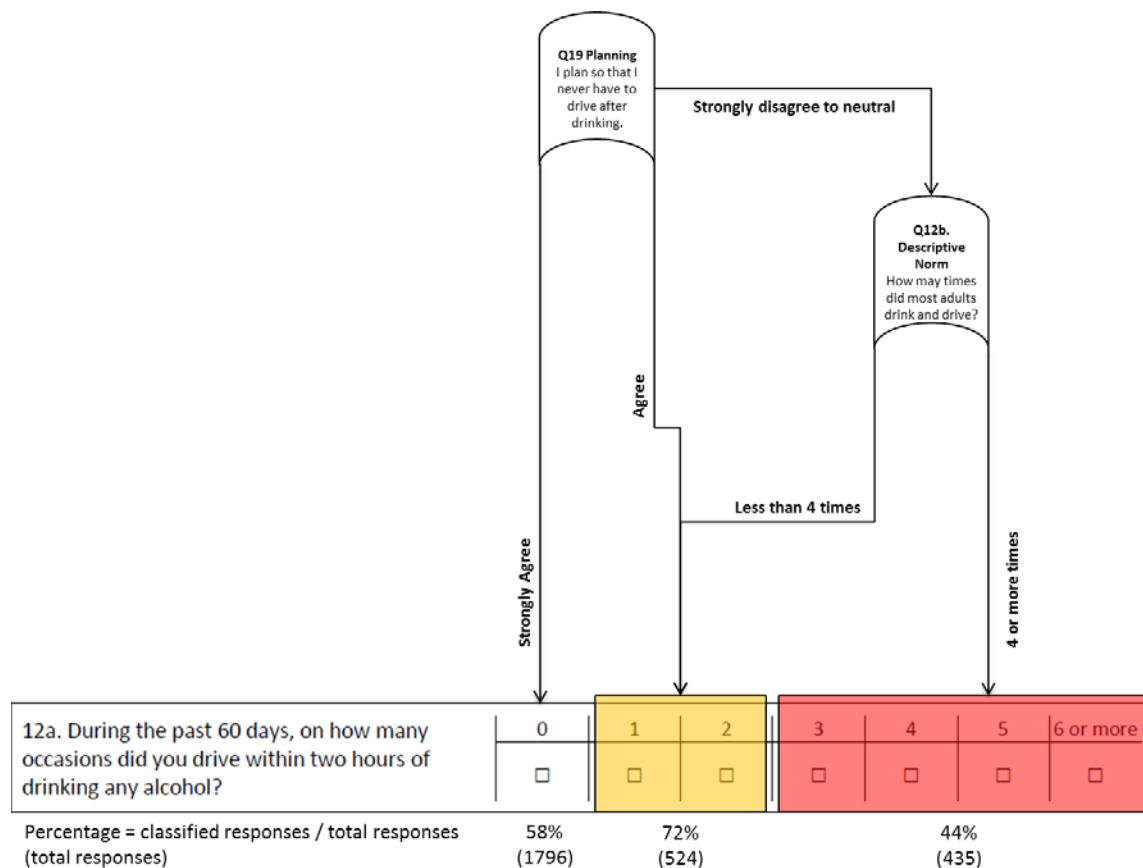 Q19 Planning
I plan so that I
never have to
drive after
drinking.
Strongly disagree to neutral
Q12b.
Descriptive
Norm
How may times
did most adults
drink and drive?
Agree
Less than 4 times
Strongly Agree
4 or more times
12a. During the past 60 days, on how many
occasions did you drive within two hours of
drinking any alcohol?
0 1 2 3 4 5 6 or more
□ □ □ □ □ □ □
Percentage = classified responses / total responses
(total responses)
58% 72% 44%
(1796) (524) (435)